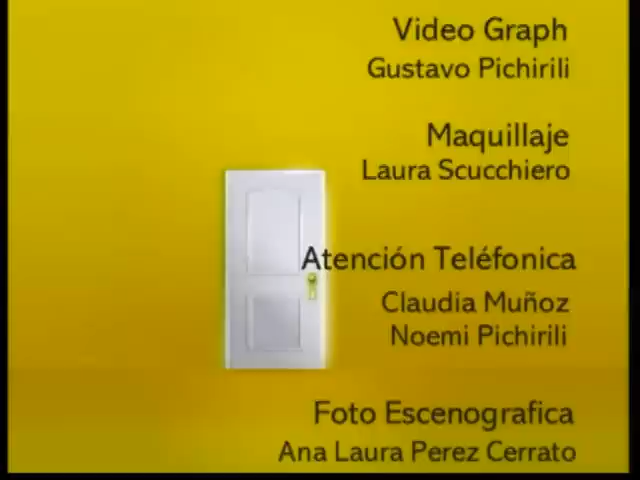 Video Graph
Gustavo Pichirili
Maquillaje
Laura Scucchiero
Atención Teléfonica
Claudia Muñoz
Noemi Pichirili
Foto Escenografica
Ana Laura Perez Cerrato